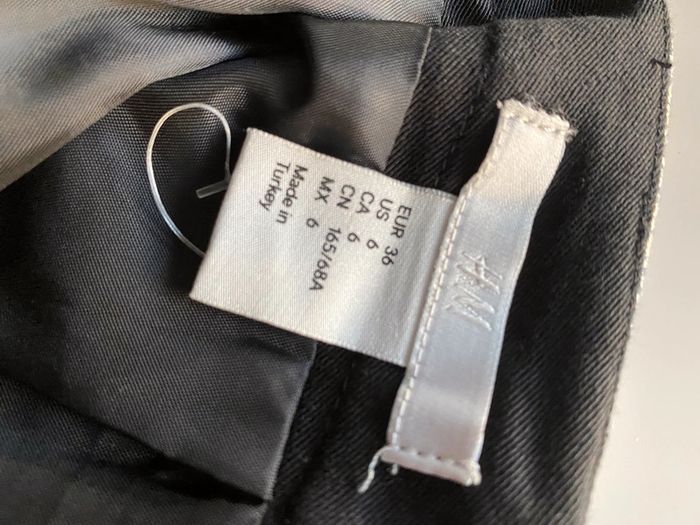 H&M
EUR 36
US 6
CA 6
CN 165/68A
MX 6
Made in
Turkey